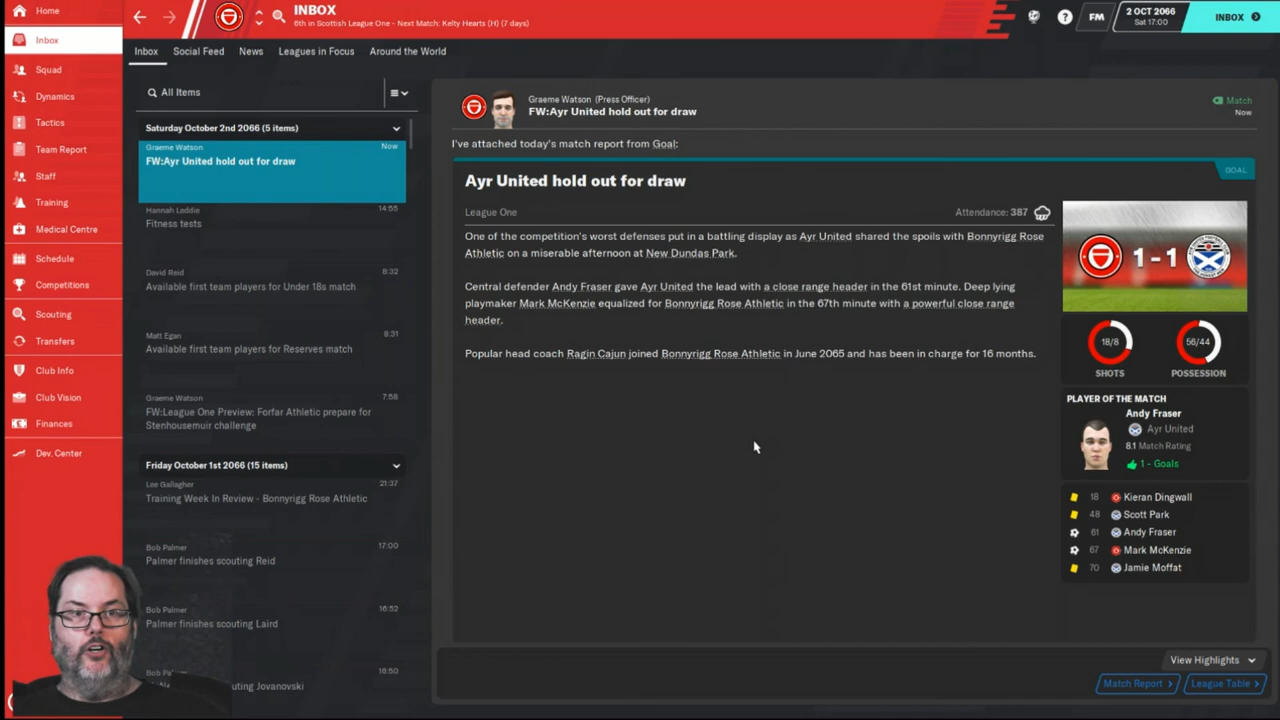 Home
Inbox
Squad
Dynamics
Tactics
Team Report
Staff
Training
Medical Centre
Schedule
Competitions
Scouting
Transfers
Club Info
Club Vision
Finances
Dev. Center
INBOX
6th in Scottish League One - Next Match: Kelty Hearts (H) (7 days)
?
FM
2 OCT 2066
Sat 17:00
INBOX
Inbox Social Feed News Leagues in Focus Around the World
All Items
Saturday October 2nd 2066 (5 items)
Graeme Watson Now
FW:Ayr United hold out for draw
Hannah Leddie 14:55
Fitness tests
David Reid 8:32
Available first team players for Under 18s match
Matt Egan 8:31
Available first team players for Reserves match
Graeme Watson 7:58
FW:League One Preview: Forfar Athletic prepare for
Stenhousemuir challenge
Friday October 1st 2066 (15 items)
Lee Gallagher 21:37
Training Week In Review - Bonnyrigg Rose Athletic
Bob Palmer 17:00
Palmer finishes scouting Reid
Bob Palmer 16:52
Palmer finishes scouting Laird
Bob 16:50
uting Jovanovski
Graeme Watson (Press Officer)
FW:Ayr United hold out for draw
Match
Now
I've attached today's match report from Goal:
GOAL
Ayr United hold out for draw
League One Attendance: 387
One of the competition's worst defenses put in a battling display as Ayr United shared the spoils with Bonnyrigg Rose
Athletic on a miserable afternoon at New Dundas Park.
Central defender Andy Fraser gave Ayr United the lead with a close range header in the 61st minute. Deep lying
playmaker Mark McKenzie equalized for Bonnyrigg Rose Athletic in the 67th minute with a powerful close range
header.
Popular head coach Ragin Cajun joined Bonnyrigg Rose Athletic in June 2065 and has been in charge for 16 months.
1 - 1
18/8 56/44
SHOTS POSSESSION
PLAYER OF THE MATCH
Andy Fraser
Ayr United
8.1 Match Rating
1 - Goals
18 Kieran Dingwall
48 Scott Park
61 Andy Fraser
67 Mark McKenzie
70 Jamie Moffat
View Highlights
Match Report League Table